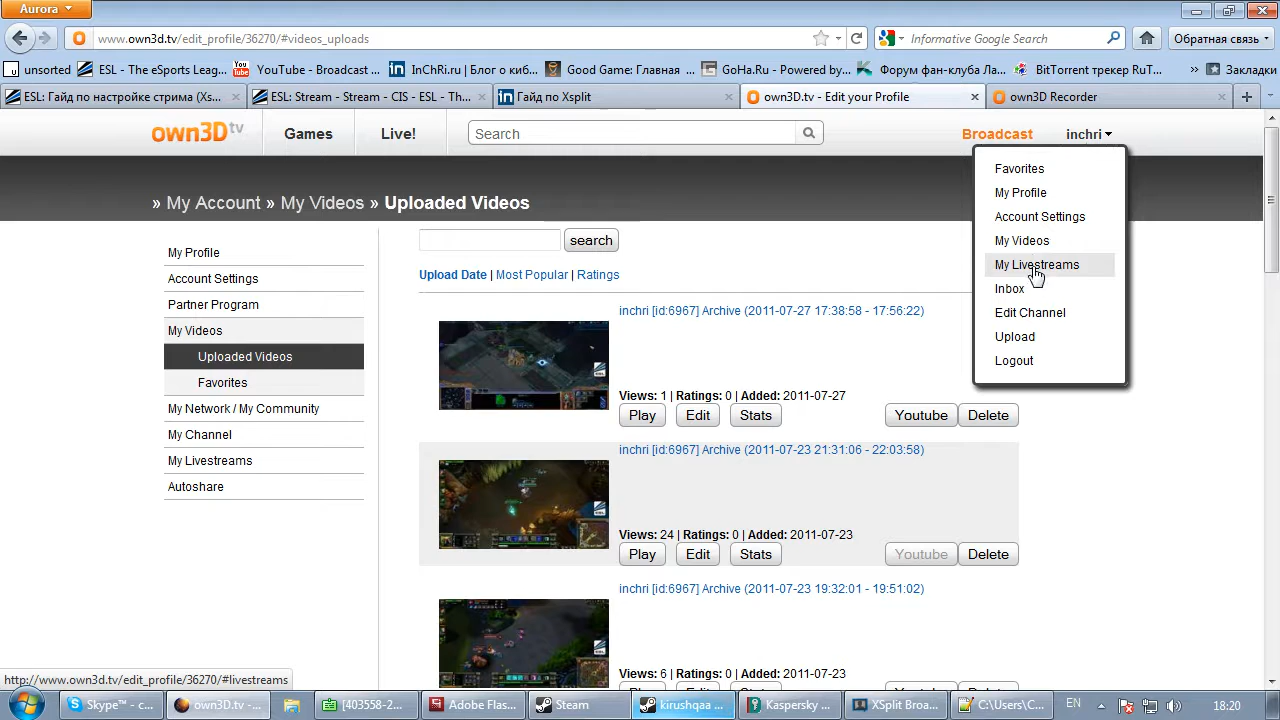 Aurora
www.own3d.tv/edit_profile/36270/#videos_uploads
Informative Google Search
Обратная связь
unsorted
ESL - The eSports Leag...
YouTube - Broadcast ...
InChRi.ru | Блог о киб...
Good Game: Главная ...
GoHa.Ru - Powered by...
Форум фан-клуба Ла...
BitTorrent трекер RuT...
Закладки
ESL: Гайд по настройке стрима (Xs...
ESL: Stream - Stream - CIS - ESL - Th...
Гайд по Xsplit
own3D.tv - Edit your Profile
own3D Recorder
own3D tv
Games
Live!
Search
Broadcast
inchri
Favorites
My Profile
Account Settings
My Videos
My Livestreams
Inbox
Edit Channel
Upload
Logout
» My Account » My Videos » Uploaded Videos
My Profile
Account Settings
Partner Program
My Videos
Uploaded Videos
Favorites
My Network / My Community
My Channel
My Livestreams
Autoshare
search
Upload Date | Most Popular | Ratings
inchri [id:6967] Archive (2011-07-27 17:38:58 - 17:56:22)
Views: 1 | Ratings: 0 | Added: 2011-07-27
Play Edit Stats Youtube Delete
inchri [id:6967] Archive (2011-07-23 21:31:06 - 22:03:58)
Views: 24 | Ratings: 0 | Added: 2011-07-23
Play Edit Stats Youtube Delete
inchri [id:6967] Archive (2011-07-23 19:32:01 - 19:51:02)
Views: 6 | Ratings: 0 | Added: 2011-07-23
http://www.own3d.tv/edit_profile/36270/#livestreams
Skype™ - c...
own3D.tv -...
[403558-2...
Adobe Flas...
Steam
kirushqaa ...
Kaspersky ...
XSplit Broa...
C:\Users\C...
EN
18:20